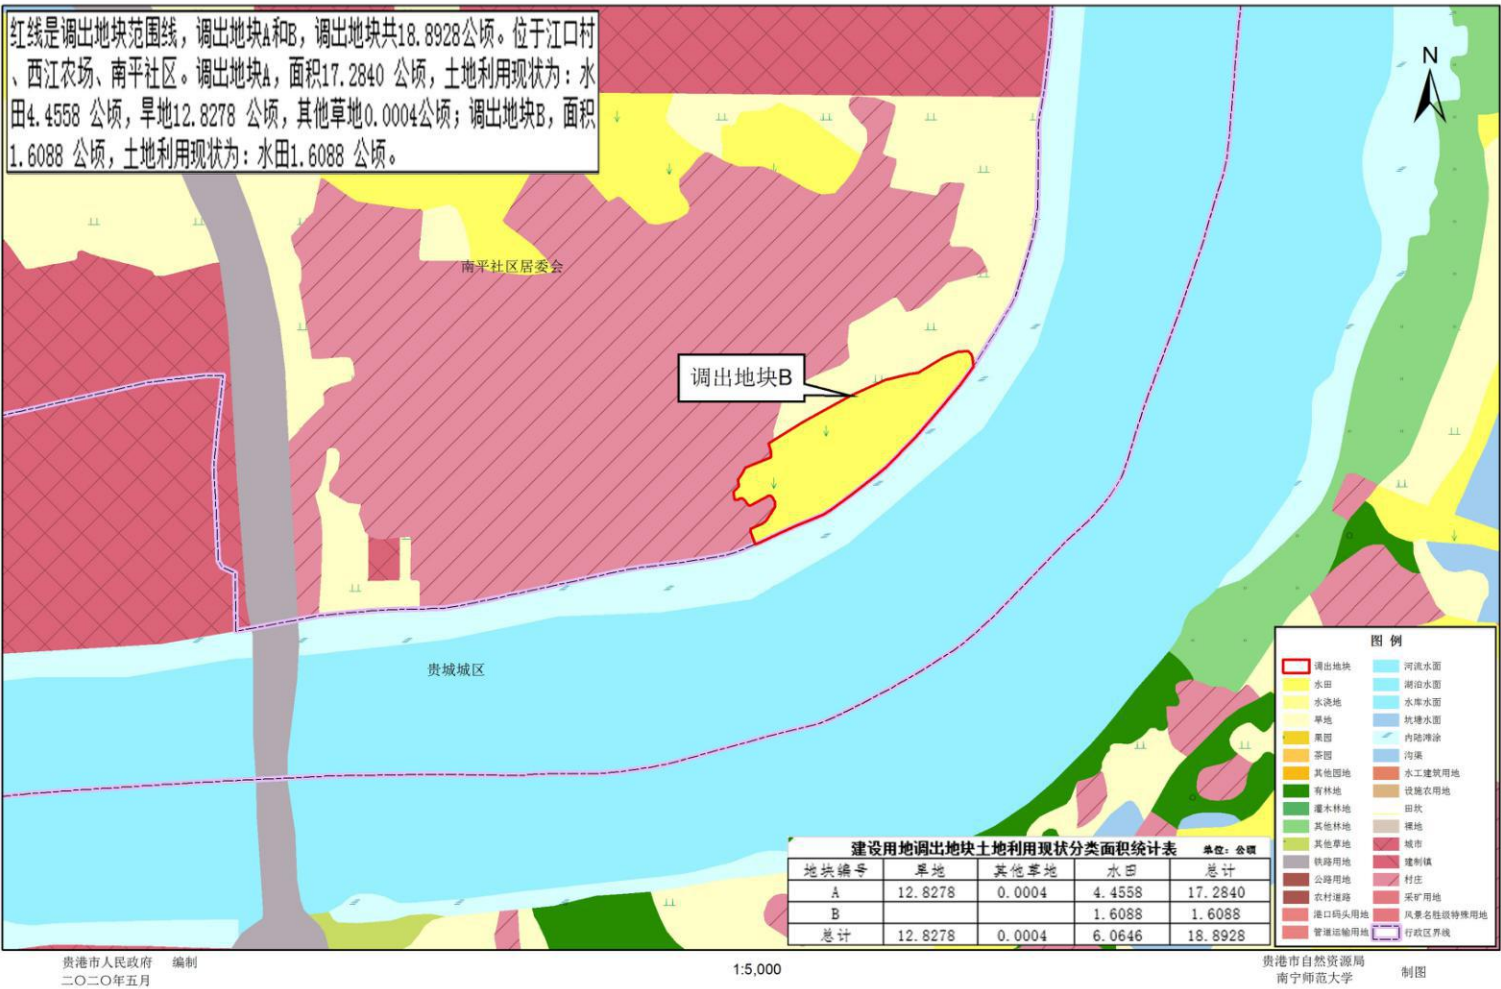 红线是调出地块范围线，调出地块A和B，调出地块共18.8928公顷。位于江口村
、西江农场、南平社区。调出地块A，面积17.2840 公顷，土地利用现状为：水
田4.4558 公顷，旱地12.8278 公顷，其他草地0.0004公顷；调出地块B，面积
1.6088 公顷，土地利用现状为：水田1.6088 公顷。
N
南平社区居委会
调出地块B
贵城城区
图 例
调出地块 河流水面
水田 湖泊水面
水浇地 水库水面
旱地 坑塘水面
果园 内陆滩涂
茶园 沟渠
其他园地 水工建筑用地
有林地 设施农用地
灌木林地 田坎
其他林地 裸地
其他草地 城市
铁路用地 建制镇
公路用地 村庄
农村道路 采矿用地
港口码头用地 风景名胜级特殊用地
管道运输用地 行政区界线
建设用地调出地块土地利用现状分类面积统计表 单位：公顷
地块编号 旱地 其他草地 水田 总计
A 12.8278 0.0004 4.4558 17.2840
B 1.6088 1.6088
总计 12.8278 0.0004 6.0646 18.8928
贵港市人民政府 编制
二〇二〇年五月
1:5,000
贵港市自然资源局
南宁师范大学 制图